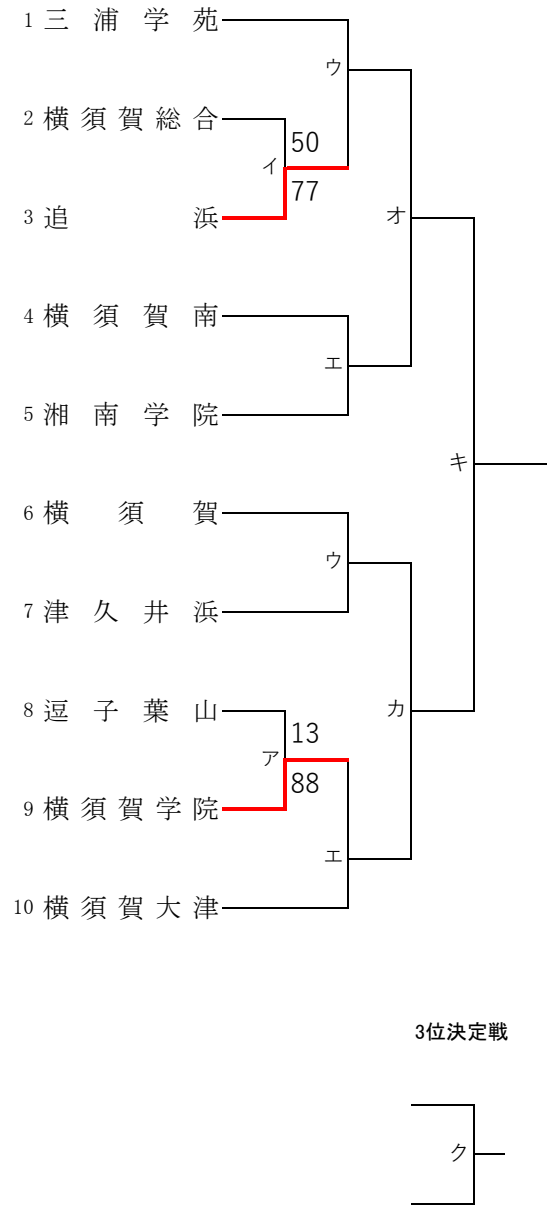 1 三浦学苑
ウ
2 横須賀総合
50
イ
77
3 追浜
オ
4 横須賀南
エ
5 湘南学院
キ
6 横須賀
ウ
7 津久井浜
8 逗子葉山
カ
13
ア
88
9 横須賀学院
エ
10 横須賀大津
3位決定戦
ク